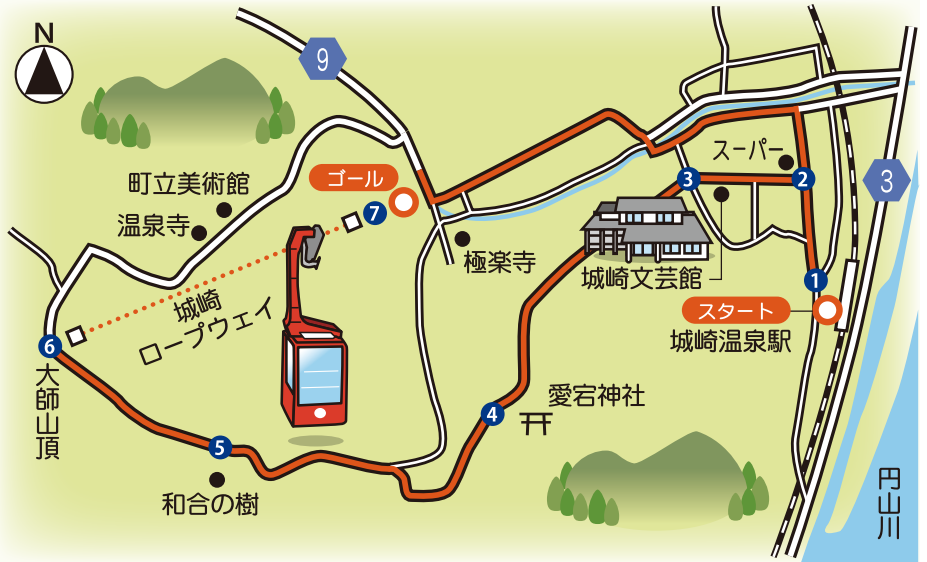 N
9
町立美術館
温泉寺
ゴール
7
スーパー
3
2
3
極楽寺
城崎文芸館
1
スタート
城崎温泉駅
城崎
ロープウェイ
6
大師山頂
愛宕神社
4
5
和合の樹
円山川